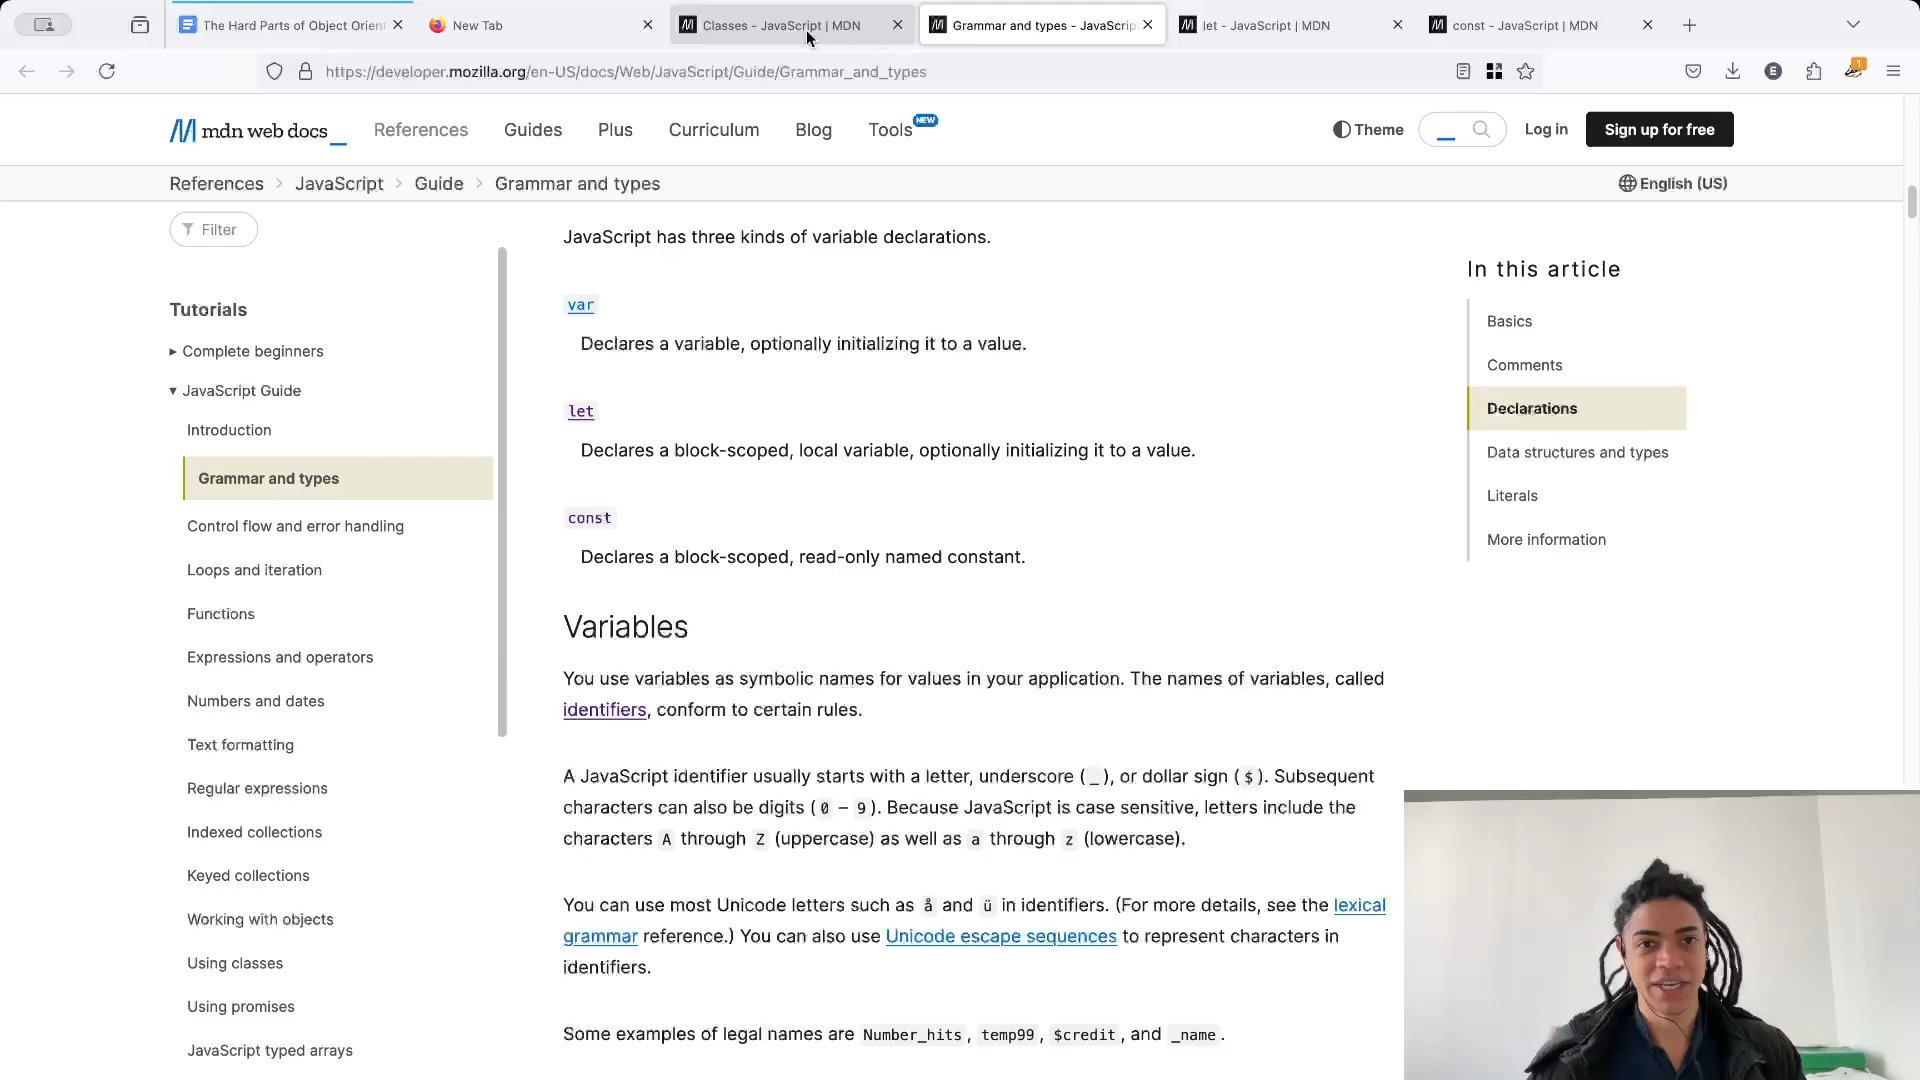 The Hard Parts of Object Orient
New Tab
Classes - JavaScript | MDN
Grammar and types - JavaScrip
let - JavaScript | MDN
const - JavaScript | MDN
https://developer.mozilla.org/en-US/docs/Web/JavaScript/Guide/Grammar_and_types
E
1
mdn web docs_
References
Guides
Plus
Curriculum
Blog
Tools
NEW
Theme
Log in
Sign up for free
References > JavaScript > Guide > Grammar and types
English (US)
Filter
Tutorials
Complete beginners
JavaScript Guide
Introduction
Grammar and types
Control flow and error handling
Loops and iteration
Functions
Expressions and operators
Numbers and dates
Text formatting
Regular expressions
Indexed collections
Keyed collections
Working with objects
Using classes
Using promises
JavaScript typed arrays
JavaScript has three kinds of variable declarations.
var
Declares a variable, optionally initializing it to a value.
let
Declares a block-scoped, local variable, optionally initializing it to a value.
const
Declares a block-scoped, read-only named constant.
Variables
You use variables as symbolic names for values in your application. The names of variables, called
identifiers, conform to certain rules.
A JavaScript identifier usually starts with a letter, underscore (_), or dollar sign ($). Subsequent
characters can also be digits (0 – 9). Because JavaScript is case sensitive, letters include the
characters A through Z (uppercase) as well as a through z (lowercase).
You can use most Unicode letters such as å and ü in identifiers. (For more details, see the lexical
grammar reference.) You can also use Unicode escape sequences to represent characters in
identifiers.
Some examples of legal names are Number_hits, temp99, $credit, and _name.
In this article
Basics
Comments
Declarations
Data structures and types
Literals
More information